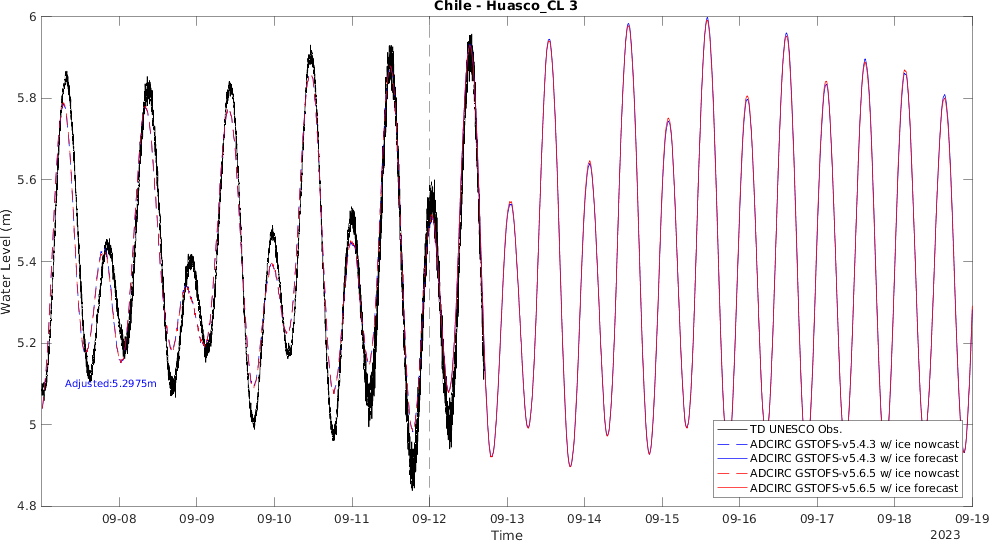 Chile - Huasco_CL 3
6
5.8
5.6
5.4
5.2
5
4.8
Water Level (m)
Adjusted:5.2975m
TD UNESCO Obs.
ADCIRC GSTOFS-v5.4.3 w/ ice nowcast
ADCIRC GSTOFS-v5.4.3 w/ ice forecast
ADCIRC GSTOFS-v5.6.5 w/ ice nowcast
ADCIRC GSTOFS-v5.6.5 w/ ice forecast
09-08 09-09 09-10 09-11 09-12 09-13 09-14 09-15 09-16 09-17 09-18 09-19
Time
2023